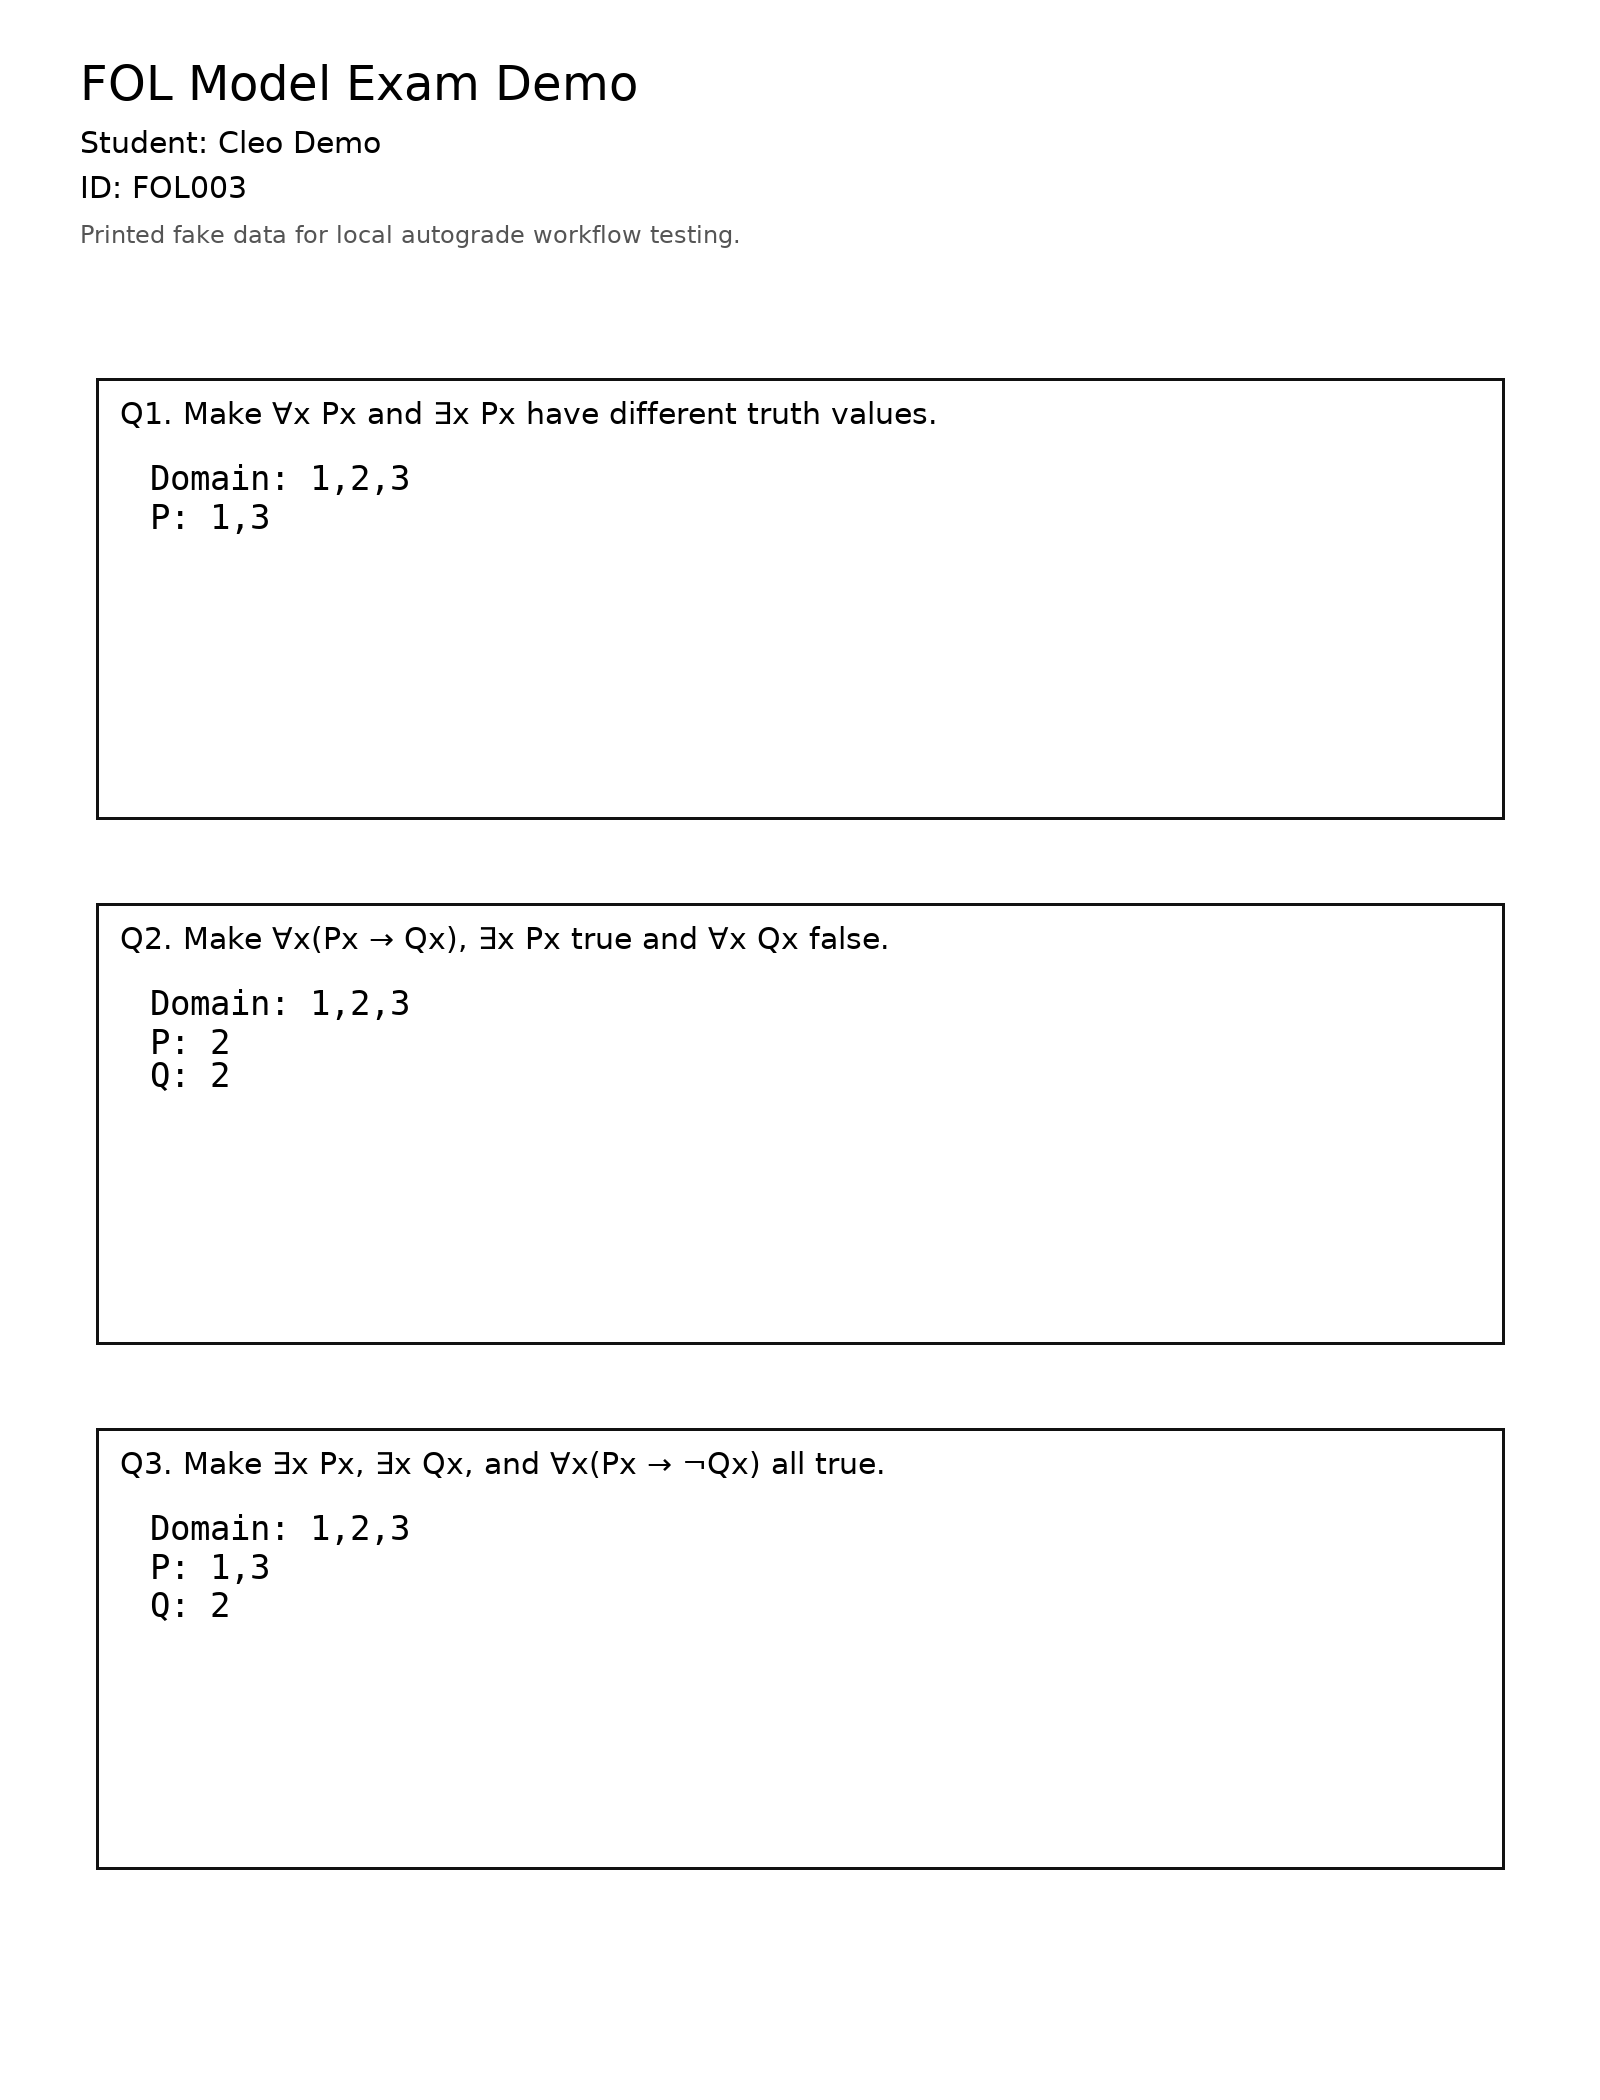 FOL Model Exam Demo
Student: Cleo Demo
ID: FOL003
Printed fake data for local autograde workflow testing.
Q1. Make ∀x Px and ∃x Px have different truth values.
Domain: 1,2,3
P: 1,3
Q2. Make ∀x(Px → Qx), ∃x Px true and ∀x Qx false.
Domain: 1,2,3
P: 2
Q: 2
Q3. Make ∃x Px, ∃x Qx, and ∀x(Px → ¬Qx) all true.
Domain: 1,2,3
P: 1,3
Q: 2